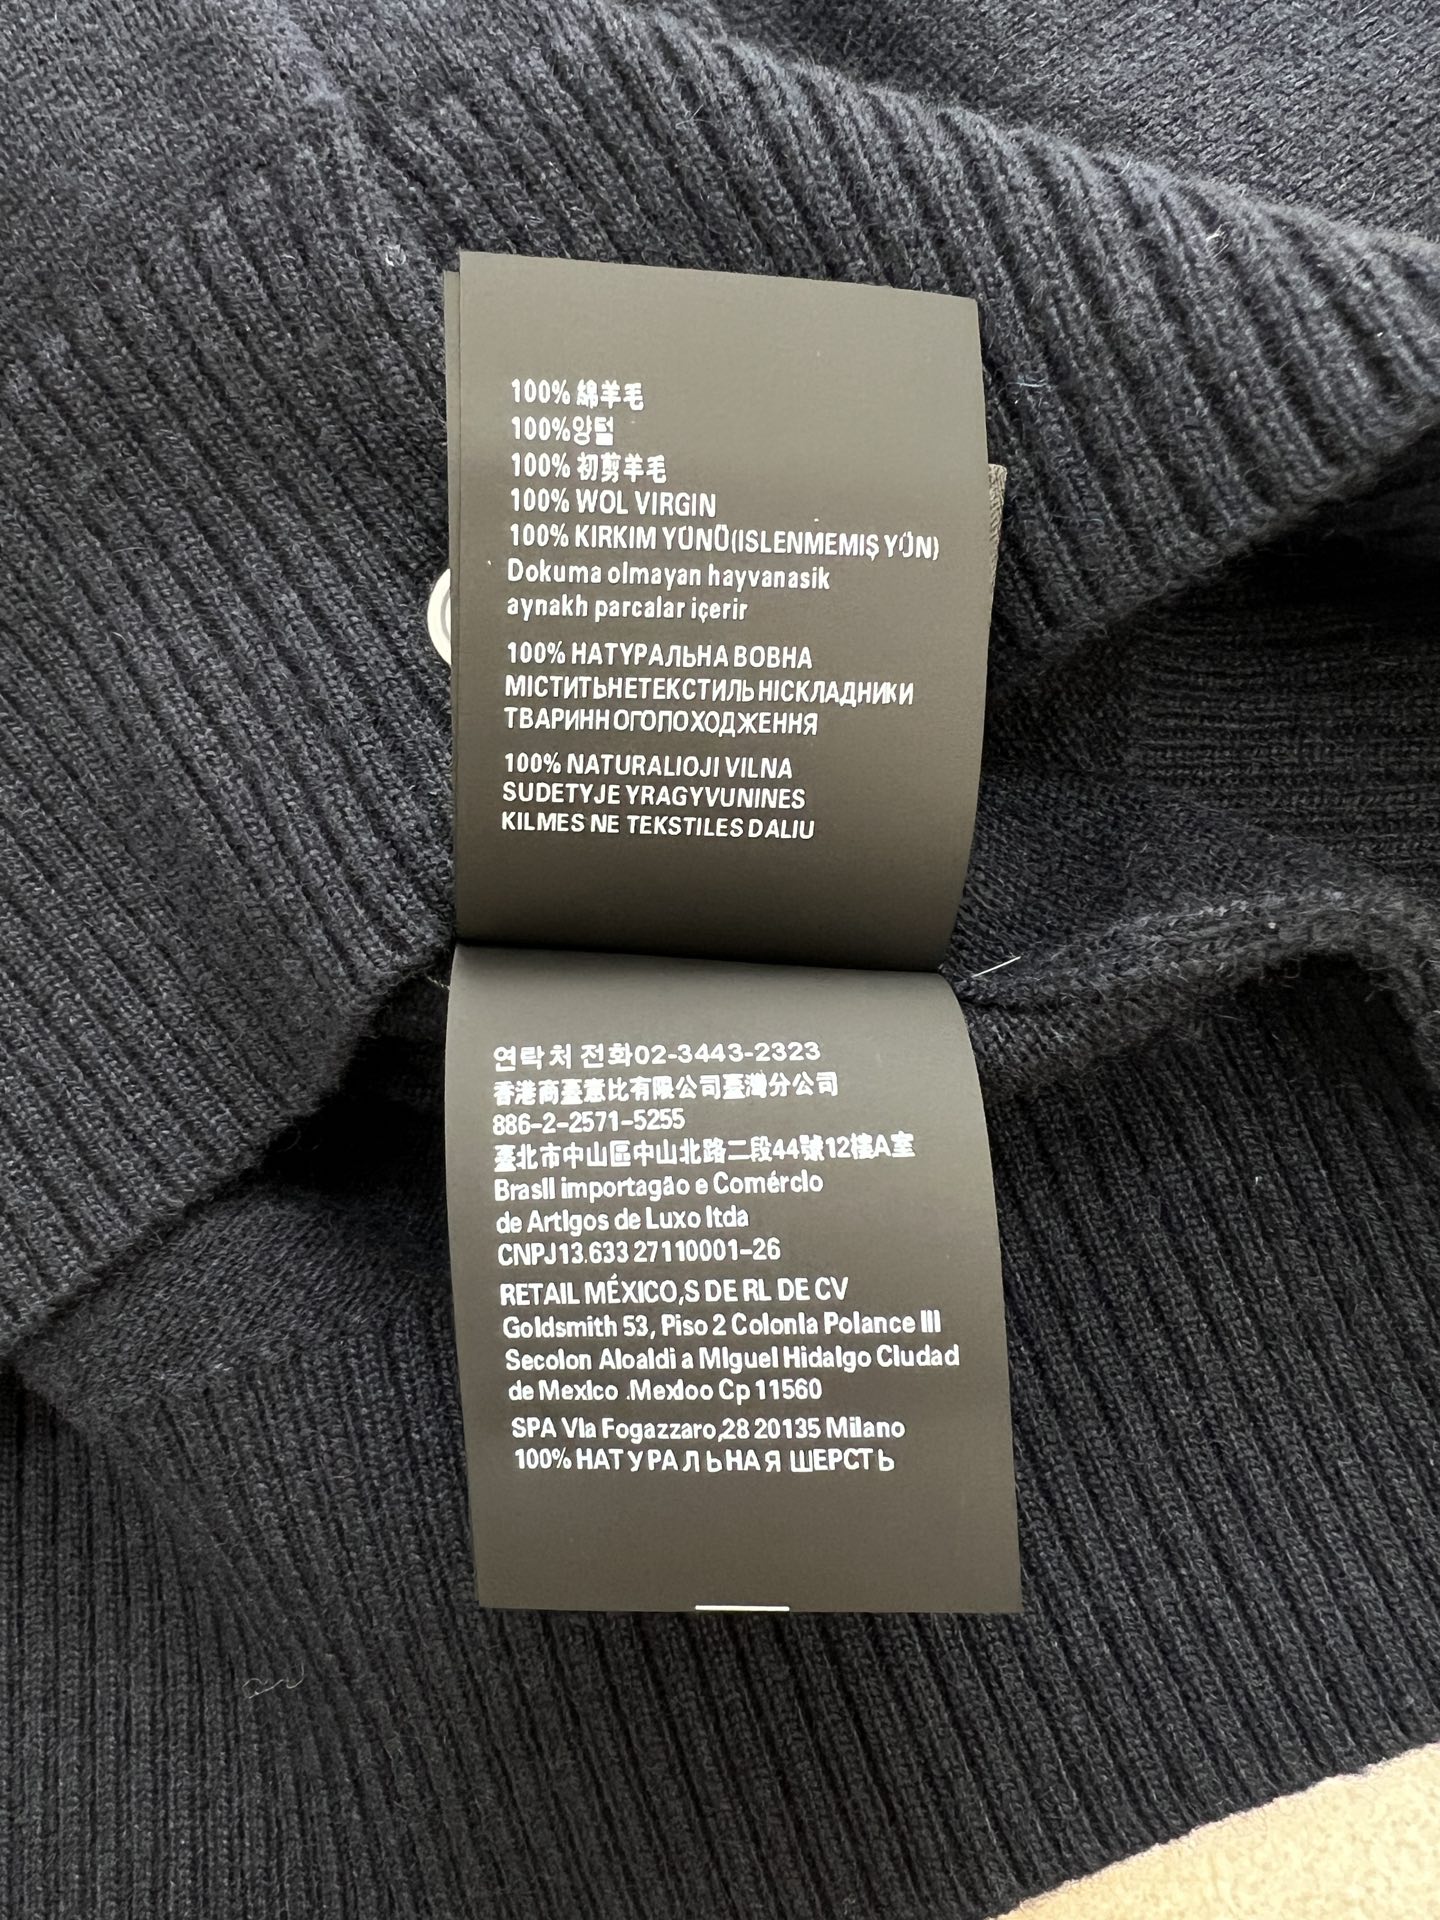 100% 綿羊毛
100%양털
100% 初剪羊毛
100% WOL VIRGIN
100% KIRKIM YÜNÜ(ISLENMEMIŞ YÜN)
Dokuma olmayan hayvanasik
aynakh parcalar içerir
100% НАТУРАЛЬНА ВОВНА
МІСТИТЬНЕТЕКСТИЛЬНІСКЛАДНИКИ
ТВАРИННОГОПОХОДЖЕННЯ
100% NATURALIOJI VILNA
SUDETYJE YRAGYVUNINES
KILMES NE TEKSTILES DALIU
연락처 전화02-3443-2323
香港商臺意比有限公司臺灣分公司
886-2-2571-5255
臺北市中山區中山北路二段44號12樓A室
Brasll importagão e Comérclo
de Artlgos de Luxo ltda
CNPJ13.633 27110001-26
RETAIL MÉXICO,S DE RL DE CV
Goldsmith 53, Piso 2 Colonla Polance III
Secolon Aloaldi a Mlguel Hidalgo Cludad
de Mexlco .Mexloo Cp 11560
SPA Vla Fogazzaro,28 20135 Milano
100% НАТУРАЛЬНАЯ ШЕРСТЬ